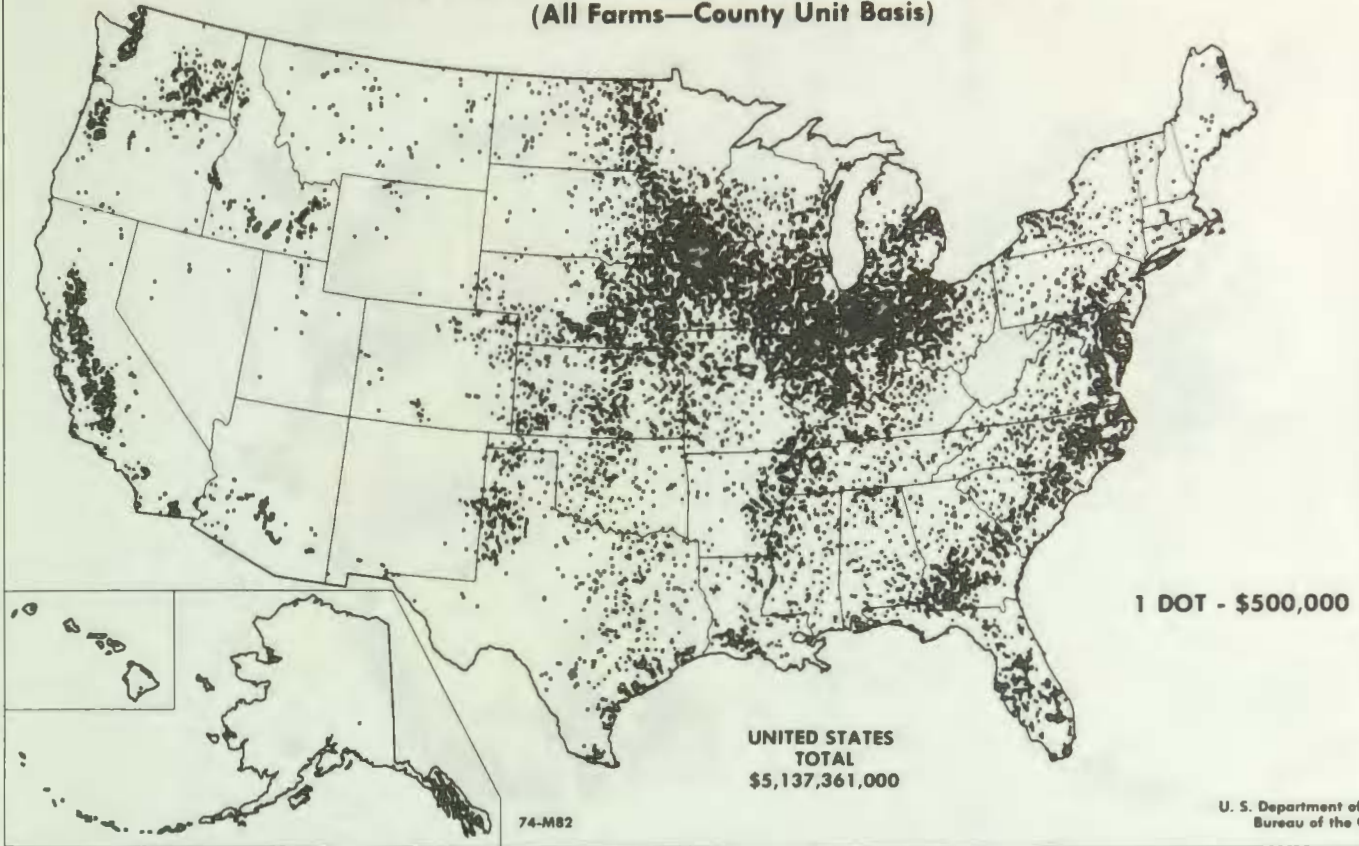 (All Farms—County Unit Basis)
1 DOT - $500,000
UNITED STATES
TOTAL
$5,137,361,000
74-M82
U. S. Department of
Bureau of the